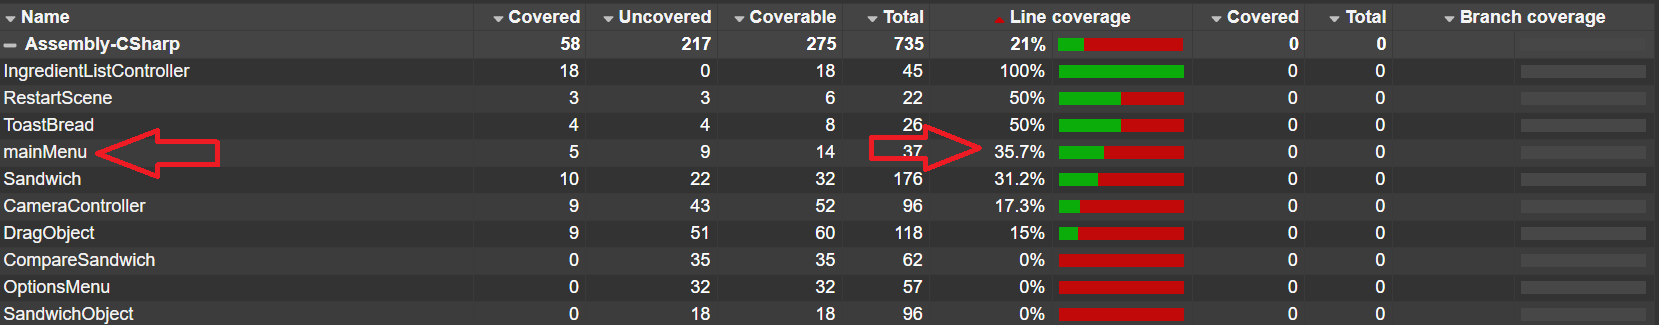 Name Covered Uncovered Coverable Total Line coverage Covered Total Branch coverage
Assembly-CSharp 58 217 275 735 21% 0 0
IngredientListController 18 0 18 45 100% 0 0
RestartScene 3 3 6 22 50% 0 0
ToastBread 4 4 8 26 50% 0 0
mainMenu 5 9 14 37 35.7% 0 0
Sandwich 10 22 32 176 31.2% 0 0
CameraController 9 43 52 96 17.3% 0 0
DragObject 9 51 60 118 15% 0 0
CompareSandwich 0 35 35 62 0% 0 0
OptionsMenu 0 32 32 57 0% 0 0
SandwichObject 0 18 18 96 0% 0 0